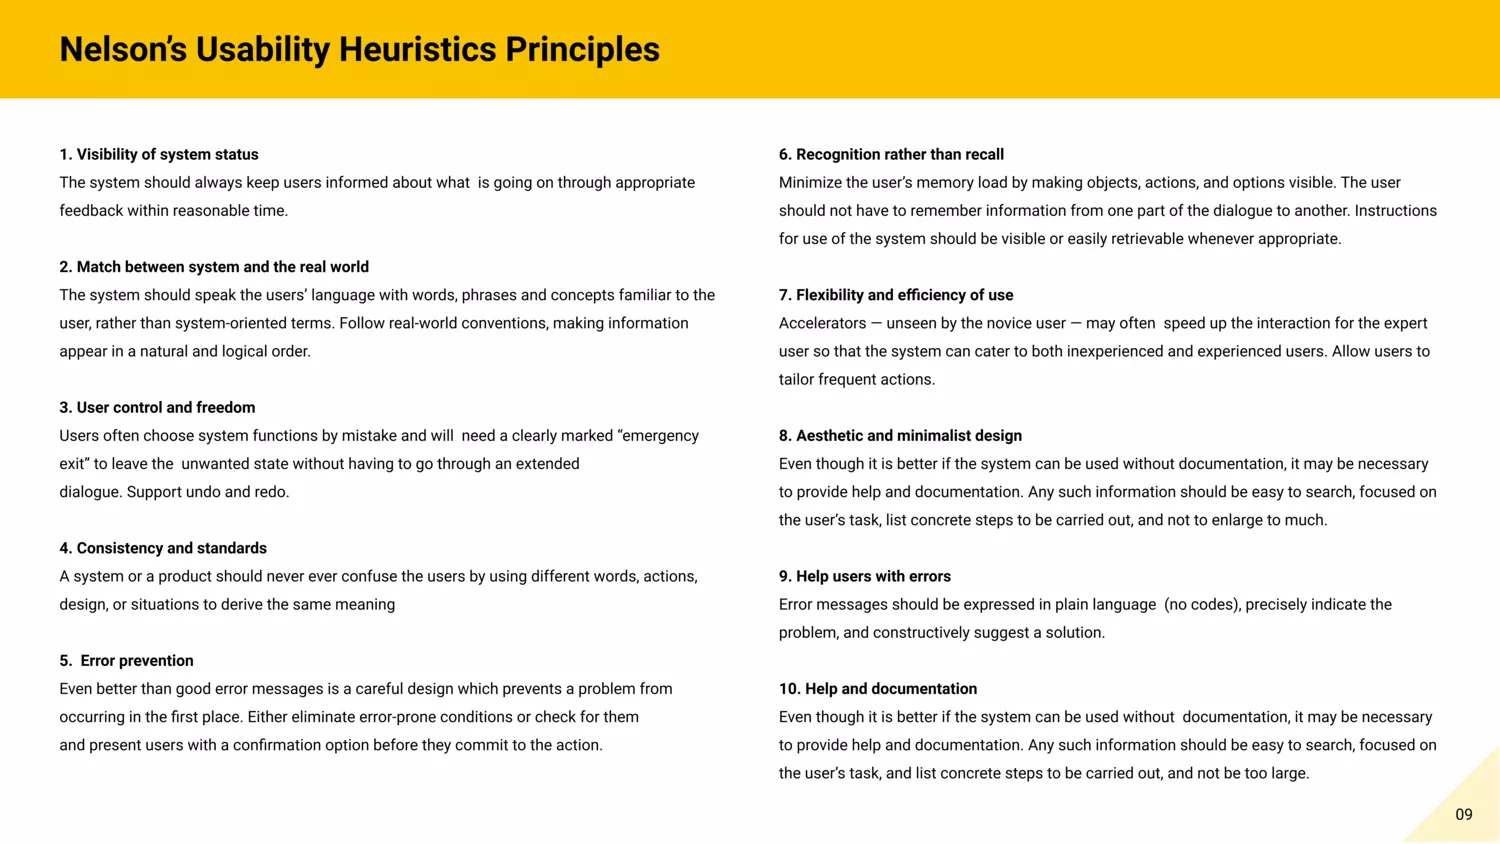 Nelson’s Usability Heuristics Principles
1. Visibility of system status
The system should always keep users informed about what  is going on through appropriate
feedback within reasonable time.
2. Match between system and the real world
The system should speak the users’ language with words, phrases and concepts familiar to the
user, rather than system-oriented terms. Follow real-world conventions, making information
appear in a natural and logical order.
3. User control and freedom
Users often choose system functions by mistake and will  need a clearly marked “emergency
exit” to leave the  unwanted state without having to go through an extended
dialogue. Support undo and redo.
4. Consistency and standards
A system or a product should never ever confuse the users by using different words, actions,
design, or situations to derive the same meaning
5.  Error prevention
Even better than good error messages is a careful design which prevents a problem from
occurring in the first place. Either eliminate error-prone conditions or check for them
and present users with a confirmation option before they commit to the action.
6. Recognition rather than recall
Minimize the user’s memory load by making objects, actions, and options visible. The user
should not have to remember information from one part of the dialogue to another. Instructions
for use of the system should be visible or easily retrievable whenever appropriate.
7. Flexibility and efficiency of use
Accelerators — unseen by the novice user — may often  speed up the interaction for the expert
user so that the system can cater to both inexperienced and experienced users. Allow users to
tailor frequent actions.
8. Aesthetic and minimalist design
Even though it is better if the system can be used without documentation, it may be necessary
to provide help and documentation. Any such information should be easy to search, focused on
the user’s task, list concrete steps to be carried out, and not to enlarge to much.
9. Help users with errors
Error messages should be expressed in plain language  (no codes), precisely indicate the
problem, and constructively suggest a solution.
10. Help and documentation
Even though it is better if the system can be used without  documentation, it may be necessary
to provide help and documentation. Any such information should be easy to search, focused on
the user’s task, and list concrete steps to be carried out, and not be too large.
09